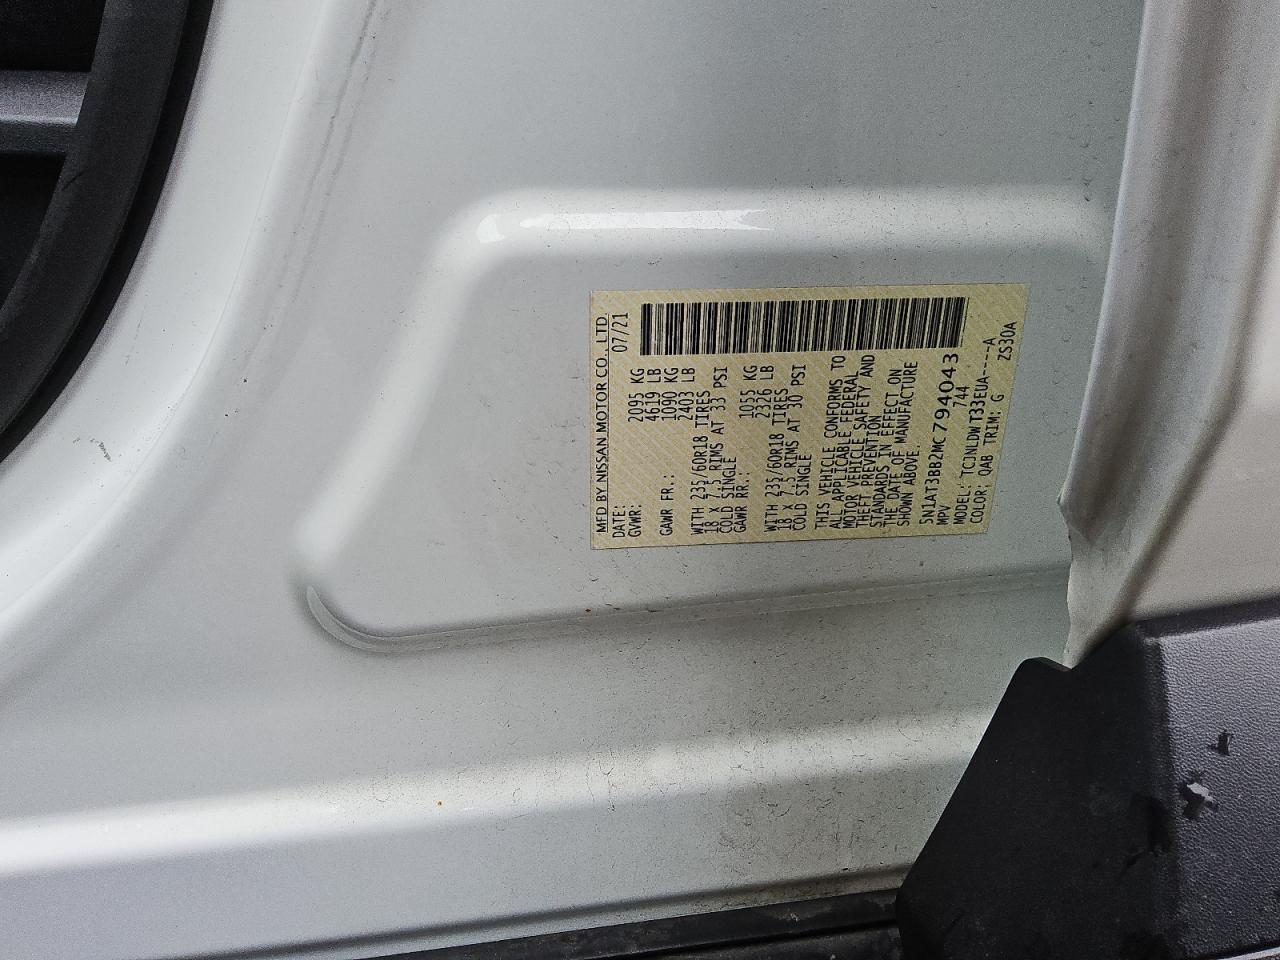 MFD BY NISSAN MOTOR CO., LTD.
DATE: 07/21
GVWR: 2095 KG
4619 LB
GAWR FR.: 1090 KG
2403 LB
WITH 235/60R18 TIRES
18 X 7.5 RIMS AT 33 PSI
COLD SINGLE
GAWR RR.: 1055 KG
2326 LB
WITH 235/60R18 TIRES
18 X 7.5 RIMS AT 30 PSI
COLD SINGLE
THIS VEHICLE CONFORMS TO
ALL APPLICABLE FEDERAL
MOTOR VEHICLE SAFETY AND
THEFT PREVENTION
STANDARDS IN EFFECT ON
THE DATE OF MANUFACTURE
SHOWN ABOVE.
5N1AT3BB2MC794043
MPV 744
MODEL: TCJNLDWT33EUA-----A
COLOR: QAB TRIM: G ZS30A